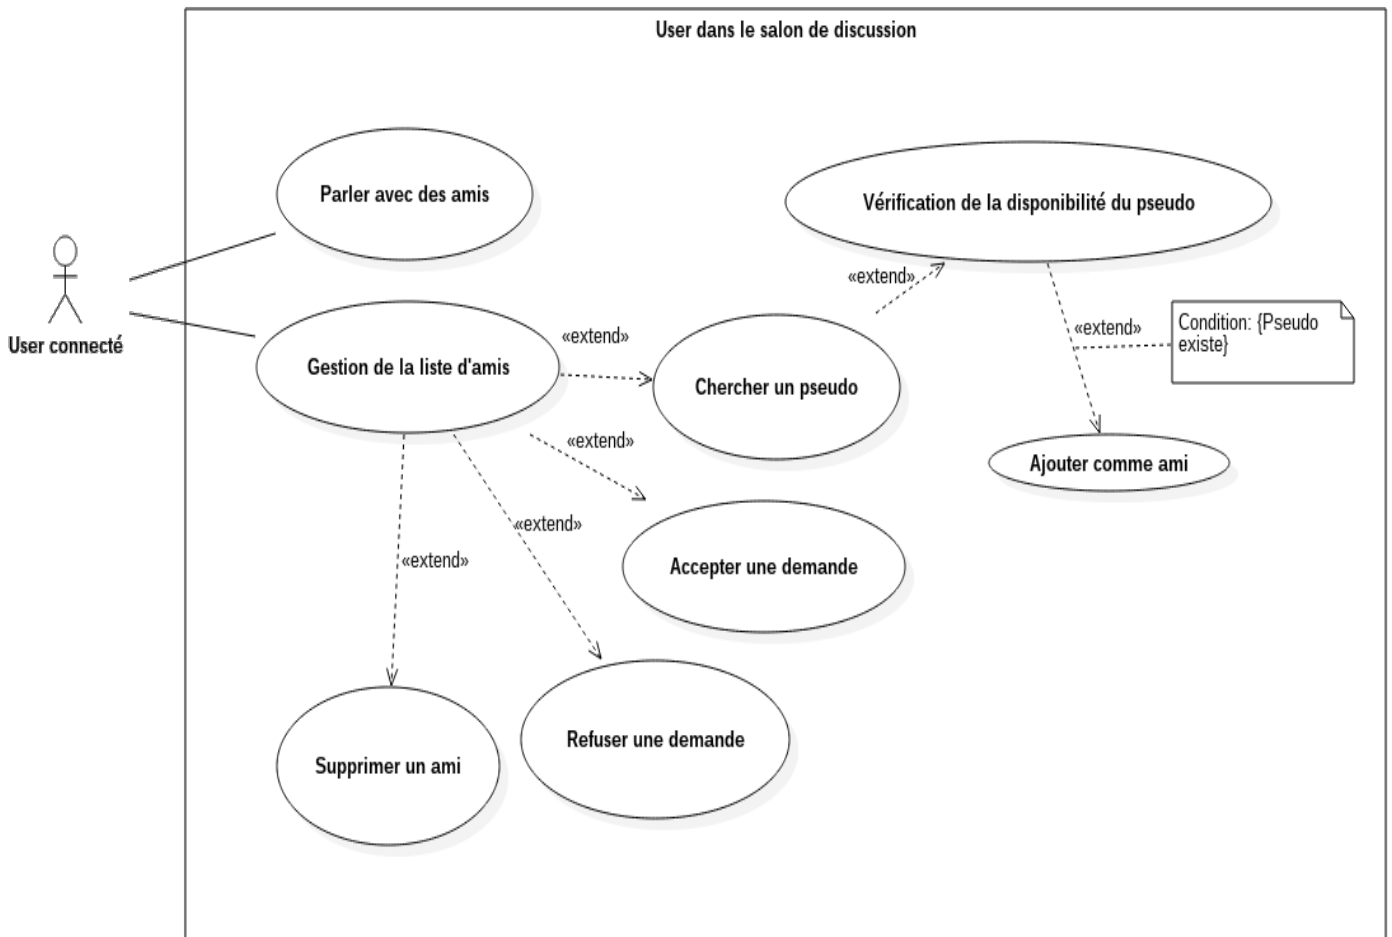 User dans le salon de discussion
Parler avec des amis
Vérification de la disponibilité du pseudo
«extend»
User connecté
Gestion de la liste d'amis
«extend»
Chercher un pseudo
«extend»
Condition: {Pseudo
existe}
«extend»
Ajouter comme ami
«extend»
«extend»
Accepter une demande
Supprimer un ami
Refuser une demande